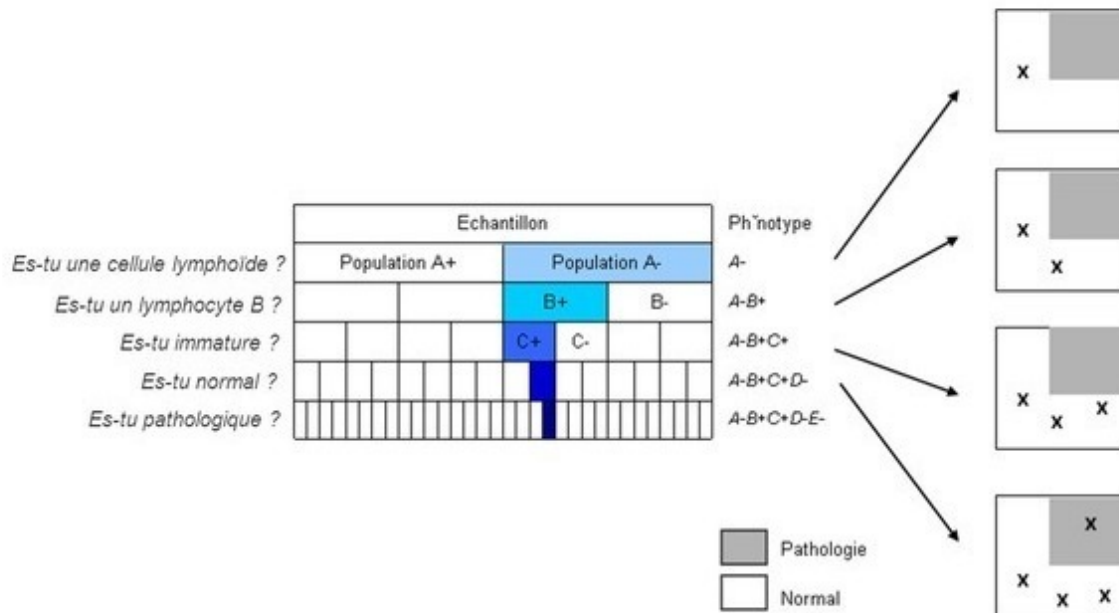 x
x
x
Echantillon Ph˘notype
Es-tu une cellule lymphoïde ? Population A+ Population A- A-
Es-tu un lymphocyte B ? B+ B- A-B+
Es-tu immature ? C+ C- A-B+C+
Es-tu normal ? A-B+C+D-
Es-tu pathologique ? A-B+C+D-E-
x x x
x
Pathologie
x x x
Normal